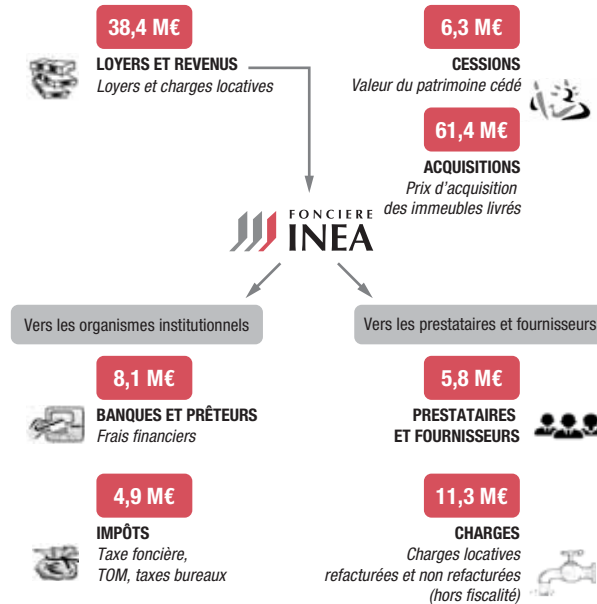 38,4 M€
LOYERS ET REVENUS
Loyers et charges locatives
6,3 M€
CESSIONS
Valeur du patrimoine cédé
61,4 M€
ACQUISITIONS
Prix d'acquisition
des immeubles livrés
FONCIERE
INEA
Vers les organismes institutionnels
8,1 M€
BANQUES ET PRÊTEURS
Frais financiers
4,9 M€
IMPÔTS
Taxe foncière,
TOM, taxes bureaux
Vers les prestataires et fournisseurs
5,8 M€
PRESTATAIRES
ET FOURNISSEURS
11,3 M€
CHARGES
Charges locatives
refacturées et non refacturées
(hors fiscalité)